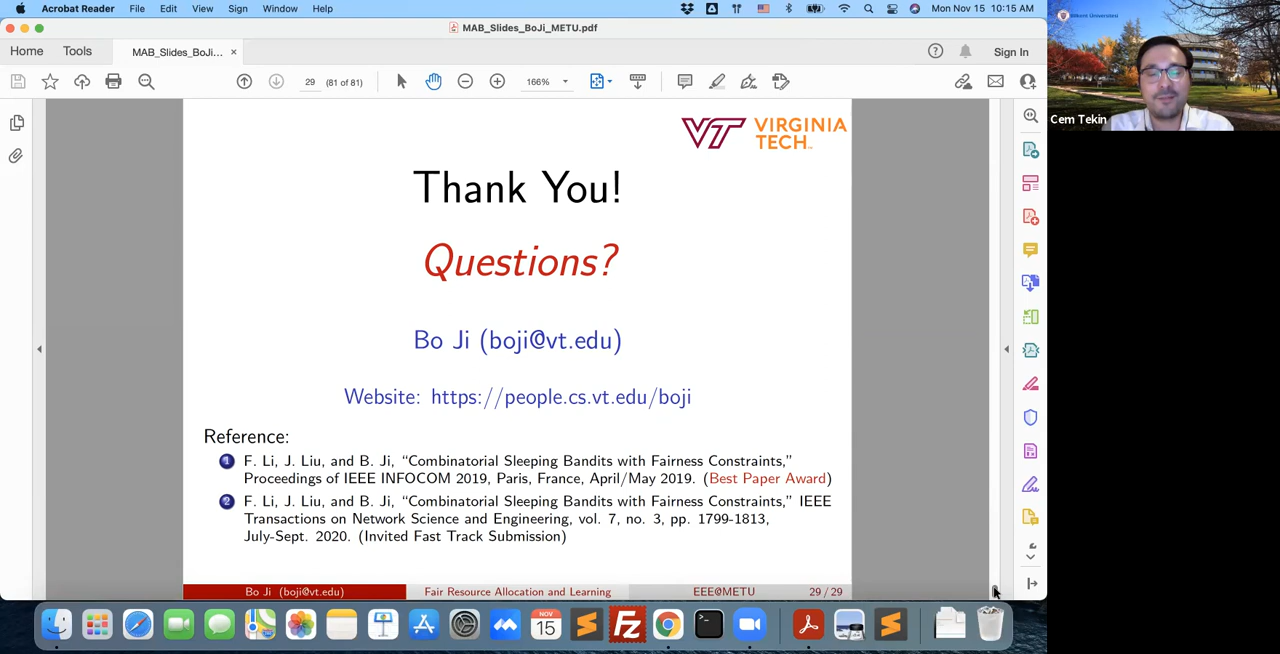 Acrobat Reader File Edit View Sign Window Help Mon Nov 15 10:15 AM
MAB_Slides_BoJi_METU.pdf
Home Tools MAB_Slides_BoJi... × Sign In
29 (81 of 81) 166%
VT VIRGINIA
TECH
Thank You!
Questions?
Bo Ji (boji@vt.edu)
Website: https://people.cs.vt.edu/boji
Reference:
1 F. Li, J. Liu, and B. Ji, “Combinatorial Sleeping Bandits with Fairness Constraints,”
Proceedings of IEEE INFOCOM 2019, Paris, France, April/May 2019. (Best Paper Award)
2 F. Li, J. Liu, and B. Ji, “Combinatorial Sleeping Bandits with Fairness Constraints,” IEEE
Transactions on Network Science and Engineering, vol. 7, no. 3, pp. 1799-1813,
July-Sept. 2020. (Invited Fast Track Submission)
Bo Ji (boji@vt.edu) Fair Resource Allocation and Learning EEE@METU 29 / 29
Bilkent Üniversitesi
Cem Tekin
NOV
15
Fz